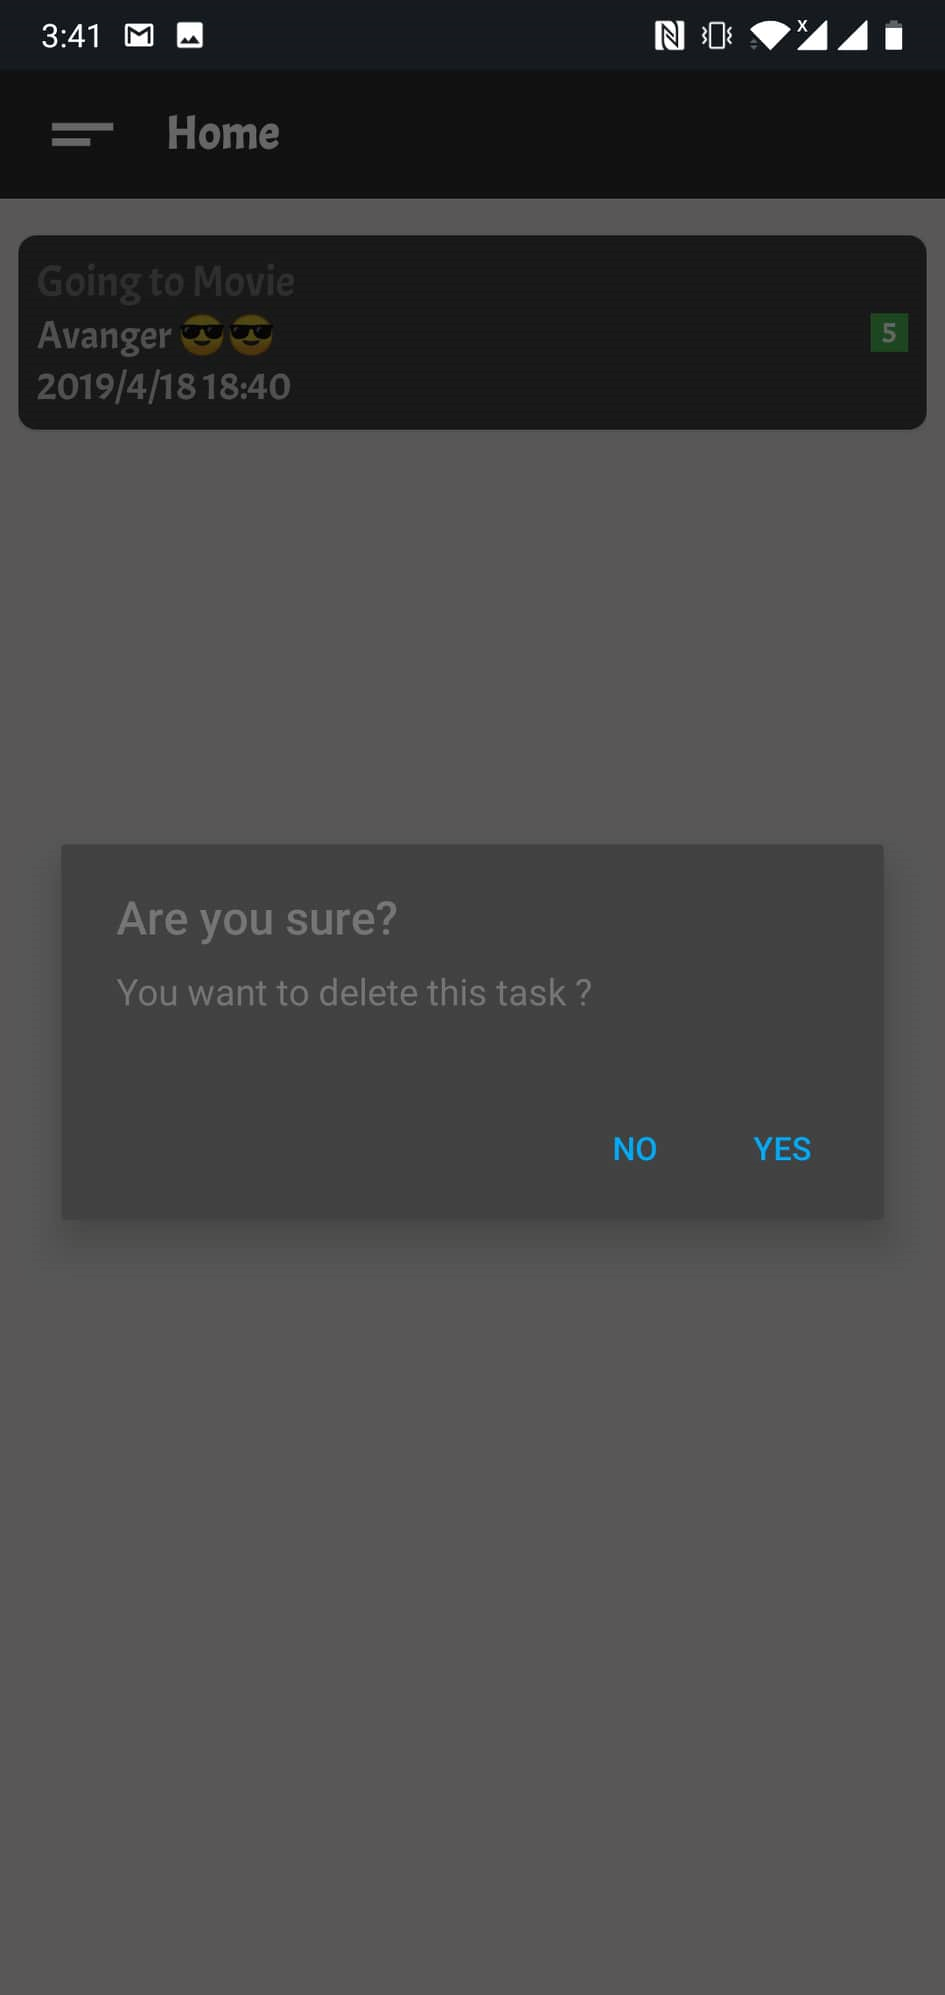 3:41
Home
Going to Movie
Avanger 😎😎
5
2019/4/18 18:40
Are you sure?
You want to delete this task ?
NO YES